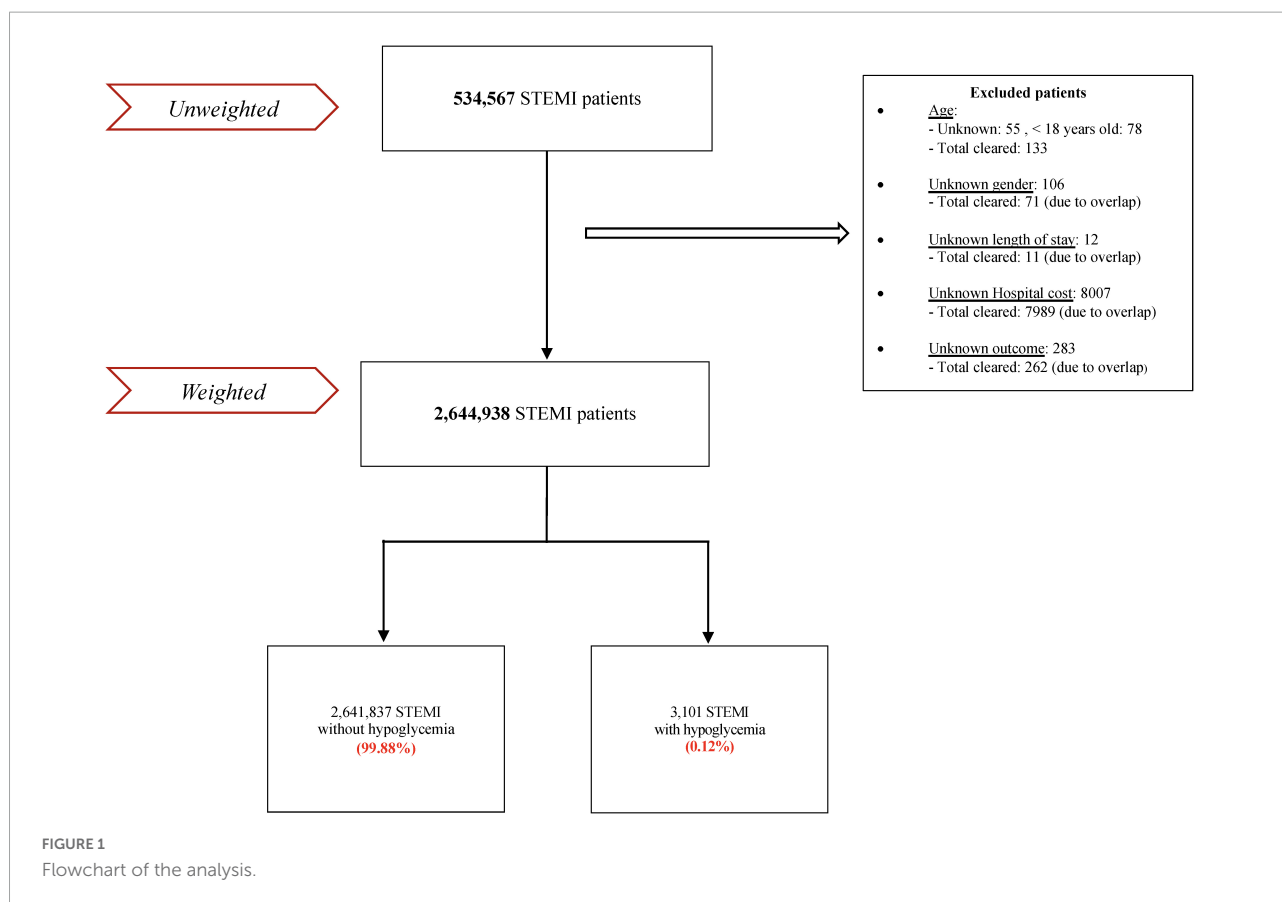 Unweighted
534,567 STEMI patients
Excluded patients
• Age:
- Unknown: 55 , < 18 years old: 78
- Total cleared: 133
• Unknown gender: 106
- Total cleared: 71 (due to overlap)
• Unknown length of stay: 12
- Total cleared: 11 (due to overlap)
• Unknown Hospital cost: 8007
- Total cleared: 7989 (due to overlap)
• Unknown outcome: 283
- Total cleared: 262 (due to overlap)
Weighted
2,644,938 STEMI patients
2,641,837 STEMI
without hypoglycemia
(99.88%)
3,101 STEMI
with hypoglycemia
(0.12%)
FIGURE 1
Flowchart of the analysis.